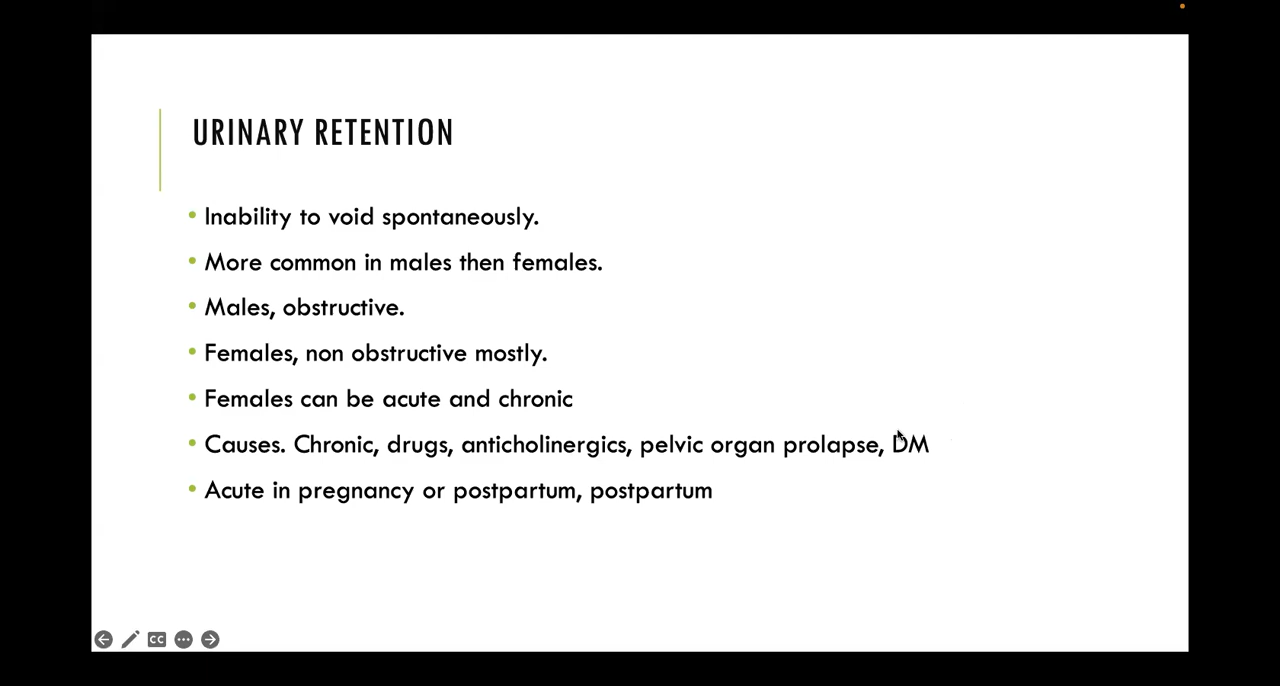 URINARY RETENTION
• Inability to void spontaneously.
• More common in males then females.
• Males, obstructive.
• Females, non obstructive mostly.
• Females can be acute and chronic
• Causes. Chronic, drugs, anticholinergics, pelvic organ prolapse, DM
• Acute in pregnancy or postpartum, postpartum
CC